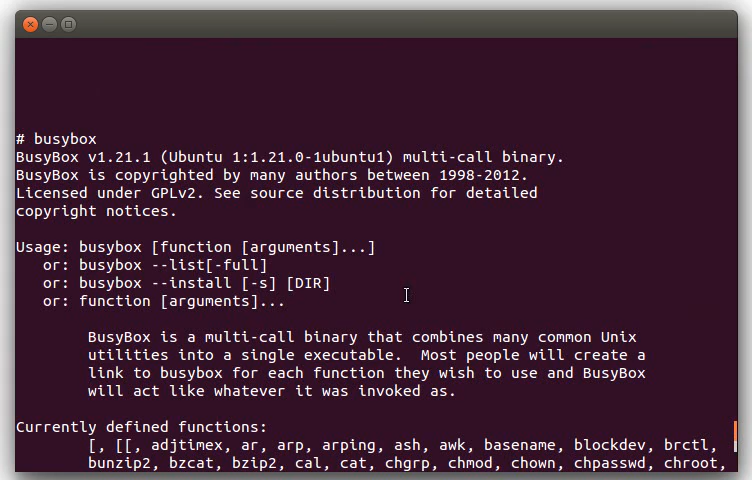 # busybox
BusyBox v1.21.1 (Ubuntu 1:1.21.0-1ubuntu1) multi-call binary.
BusyBox is copyrighted by many authors between 1998-2012.
Licensed under GPLv2. See source distribution for detailed
copyright notices.
Usage: busybox [function [arguments]...]
or: busybox --list[-full]
or: busybox --install [-s] [DIR]
or: function [arguments]...
BusyBox is a multi-call binary that combines many common Unix
utilities into a single executable.  Most people will create a
link to busybox for each function they wish to use and BusyBox
will act like whatever it was invoked as.
Currently defined functions:
[, [[, adjtimex, ar, arp, arping, ash, awk, basename, blockdev, brctl,
bunzip2, bzcat, bzip2, cal, cat, chgrp, chmod, chown, chpasswd, chroot,